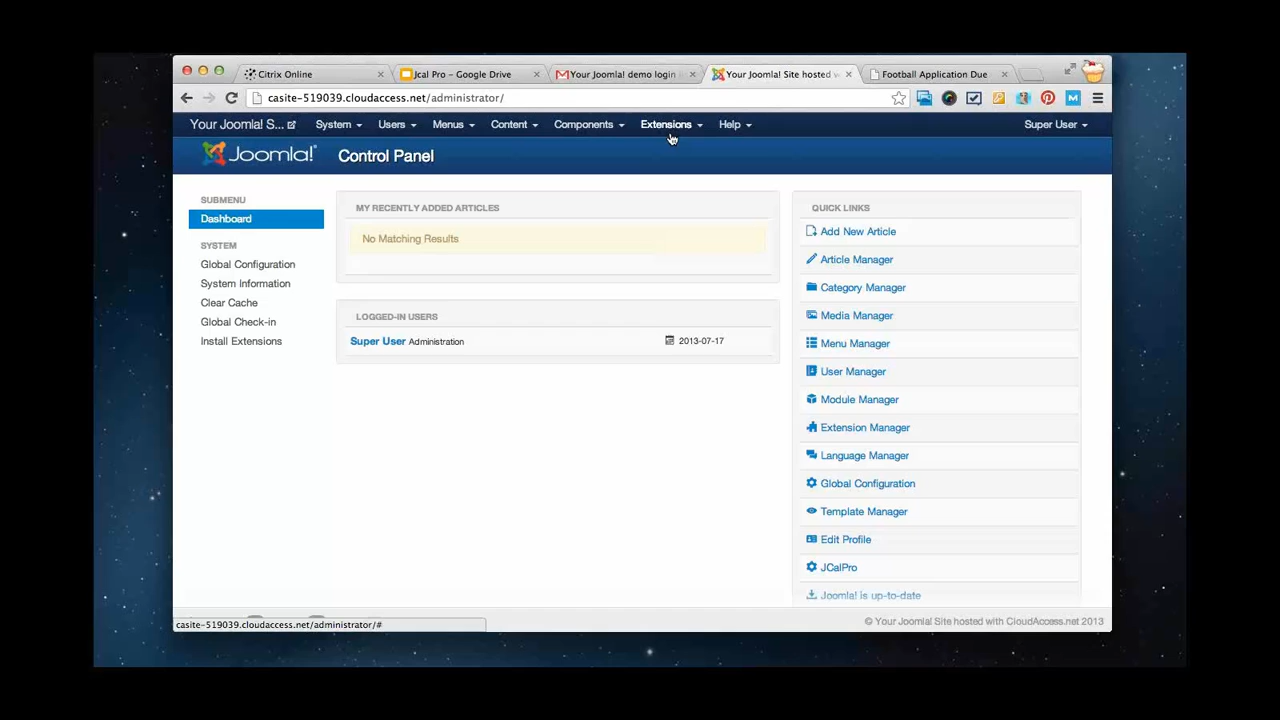 Citrix Online
Jcal Pro - Google Drive
Your Joomla! demo login
Your Joomla! Site hosted w
Football Application Due
casite-519039.cloudaccess.net/administrator/
Your Joomla! S...
System
Users
Menus
Content
Components
Extensions
Help
Super User
Joomla!
Control Panel
SUBMENU
Dashboard
SYSTEM
Global Configuration
System Information
Clear Cache
Global Check-in
Install Extensions
MY RECENTLY ADDED ARTICLES
No Matching Results
LOGGED-IN USERS
Super User Administration
2013-07-17
QUICK LINKS
Add New Article
Article Manager
Category Manager
Media Manager
Menu Manager
User Manager
Module Manager
Extension Manager
Language Manager
Global Configuration
Template Manager
Edit Profile
JCalPro
Joomla! is up-to-date
casite-519039.cloudaccess.net/administrator/#
© Your Joomla! Site hosted with CloudAccess.net 2013